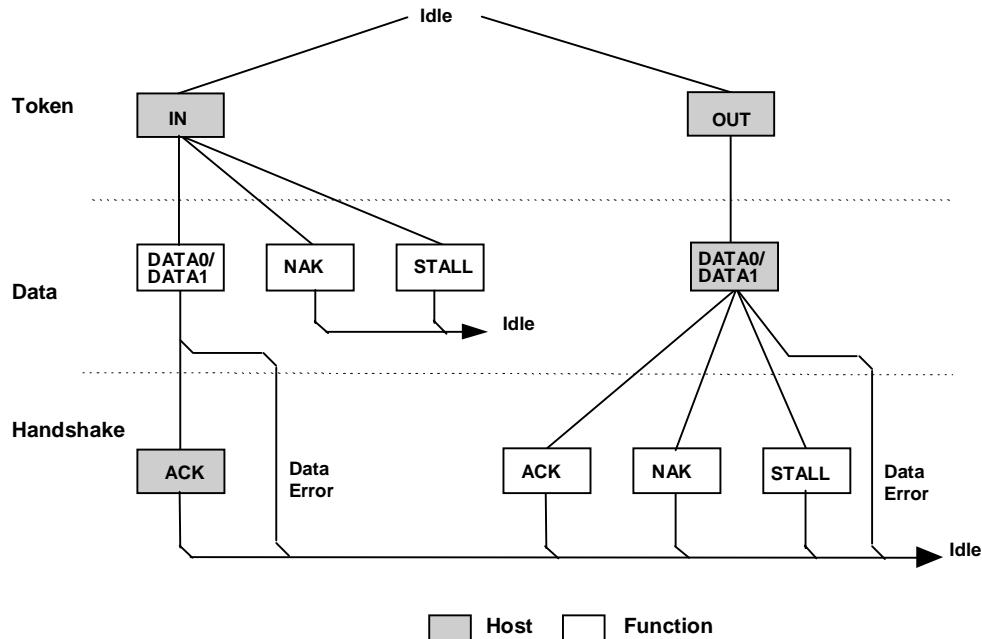 Idle
Token
IN
OUT
DATA0/
DATA1
NAK
STALL
DATA0/
DATA1
Data
Idle
Handshake
ACK
Data
Error
ACK
NAK
STALL
Data
Error
Idle
Host
Function